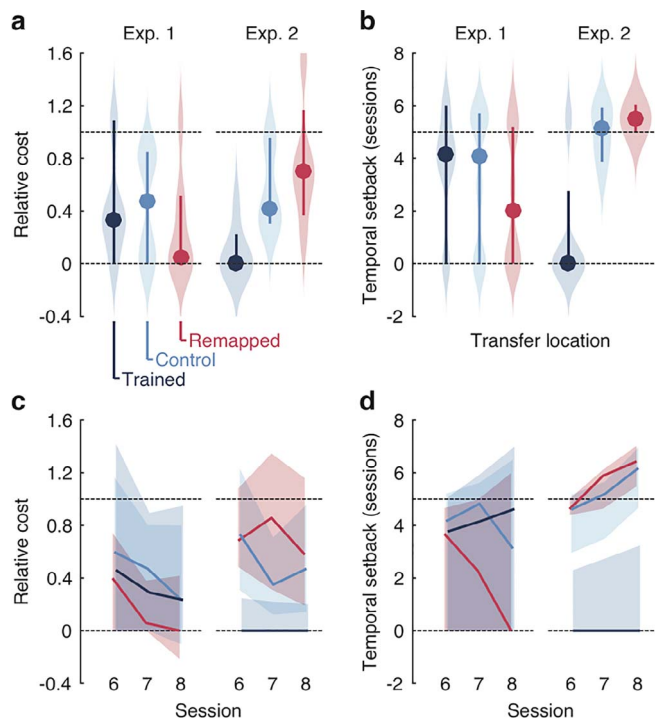 a
Exp. 1 Exp. 2
Relative cost
1.6
1.2
0.8
0.4
0
-0.4
Remapped
Control
Trained
b
Exp. 1 Exp. 2
Temporal setback (sessions)
8
6
4
2
0
-2
Transfer location
c
Relative cost
1.6
1.2
0.8
0.4
0
-0.4
6 7 8 6 7 8
Session
d
Temporal setback (sessions)
8
6
4
2
0
-2
6 7 8 6 7 8
Session